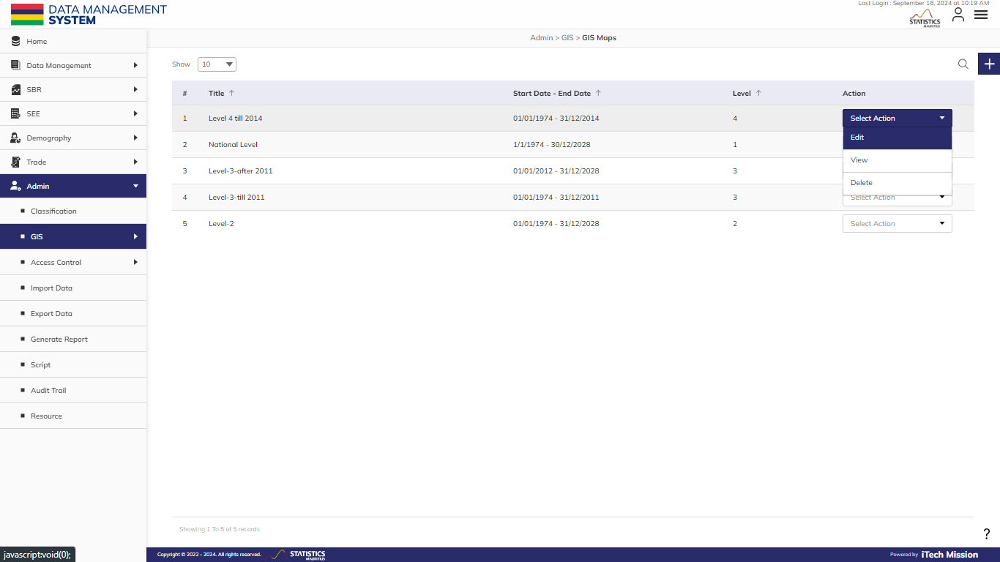 Last Login : September 16, 2024 at 10:19 AM
DATA MANAGEMENT
SYSTEM
STATISTICS
MAURITIUS
Admin > GIS > GIS Maps
Home
Data Management
SBR
SEE
Demography
Trade
Admin
Classification
GIS
Access Control
Import Data
Export Data
Generate Report
Script
Audit Trail
Resource
Show 10
# Title Start Date - End Date Level Action
1 Level 4 till 2014 01/01/1974 - 31/12/2014 4 Select Action
Edit
2 National Level 1/1/1974 - 30/12/2028 1
View
3 Level-3-after 2011 01/01/2012 - 31/12/2028 3
Delete
4 Level-3-till 2011 01/01/1974 - 31/12/2011 3 Select Action
5 Level-2 01/01/1974 - 31/12/2028 2 Select Action
Showing 1 To 5 of 5 records
?
javascript:void(0);
Copyright © 2022 - 2024. All rights reserved. STATISTICS
MAURITIUS
Powered by iTech Mission